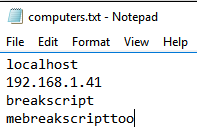 computers.txt - Notepad
File Edit Format View Help
localhost
192.168.1.41
breakscript
mebreakscripttoo